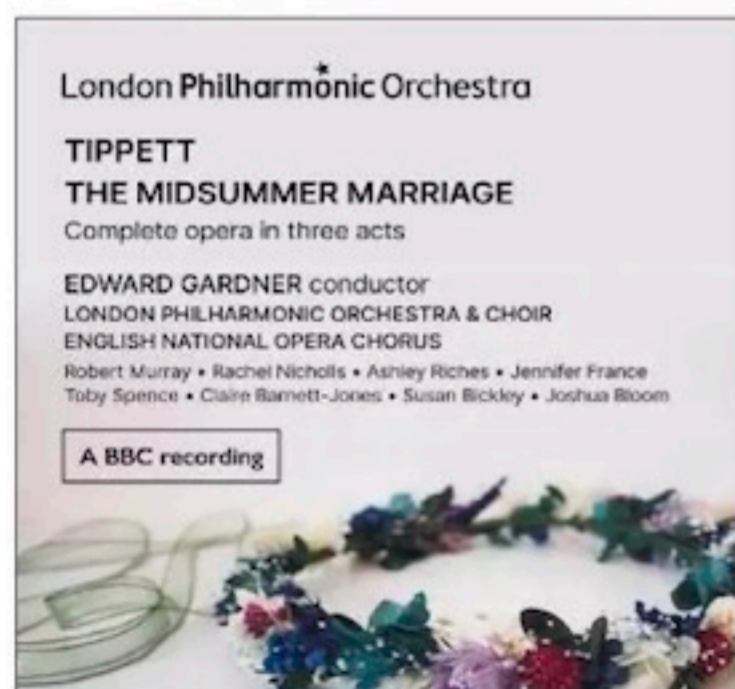 London Philharmonic Orchestra
TIPPETT
THE MIDSUMMER MARRIAGE
Complete opera in three acts
EDWARD GARDNER conductor
LONDON PHILHARMONIC ORCHESTRA & CHOIR
ENGLISH NATIONAL OPERA CHORUS
Robert Murray • Rachel Nicholls • Ashley Riches • Jennifer France
Toby Spence • Claire Barnett-Jones • Susan Bickley • Joshua Bloom
A BBC recording